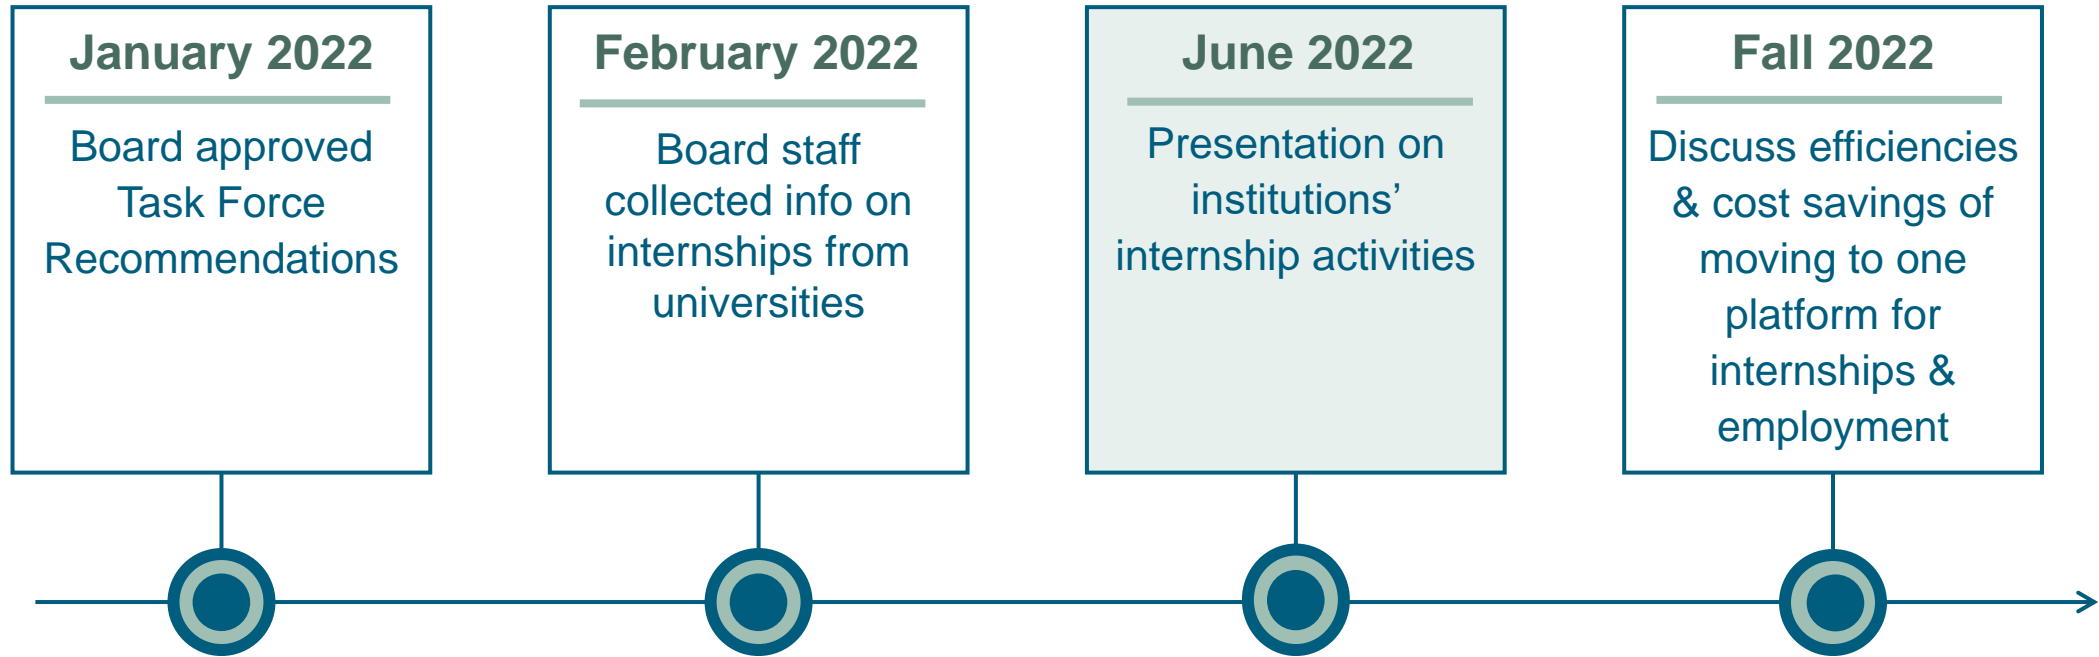 January 2022
Board approved
Task Force
Recommendations
February 2022
Board staff
collected info on
internships from
universities
June 2022
Presentation on
institutions’
internship activities
Fall 2022
Discuss efficiencies
& cost savings of
moving to one
platform for
internships &
employment